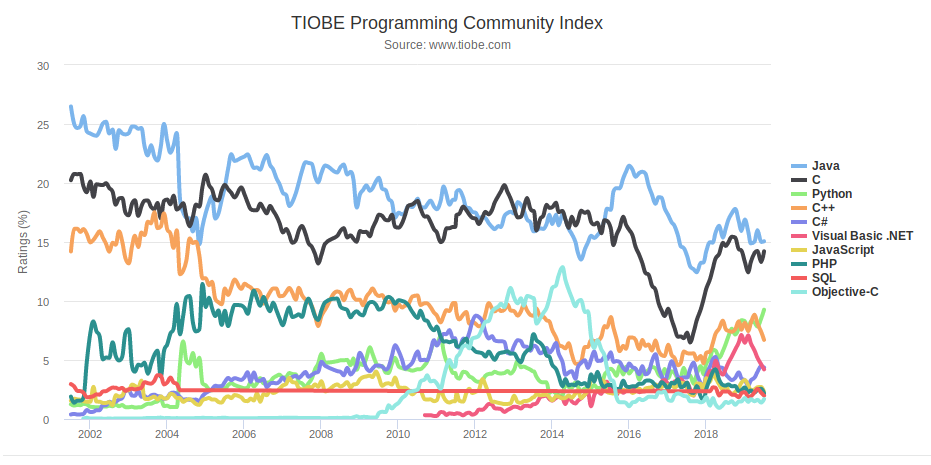 TIOBE Programming Community Index
Source: www.tiobe.com
Ratings (%)
30
25
20
15
10
5
0
2002
2004
2006
2008
2010
2012
2014
2016
2018
Java
C
Python
C++
C#
Visual Basic .NET
JavaScript
PHP
SQL
Objective-C